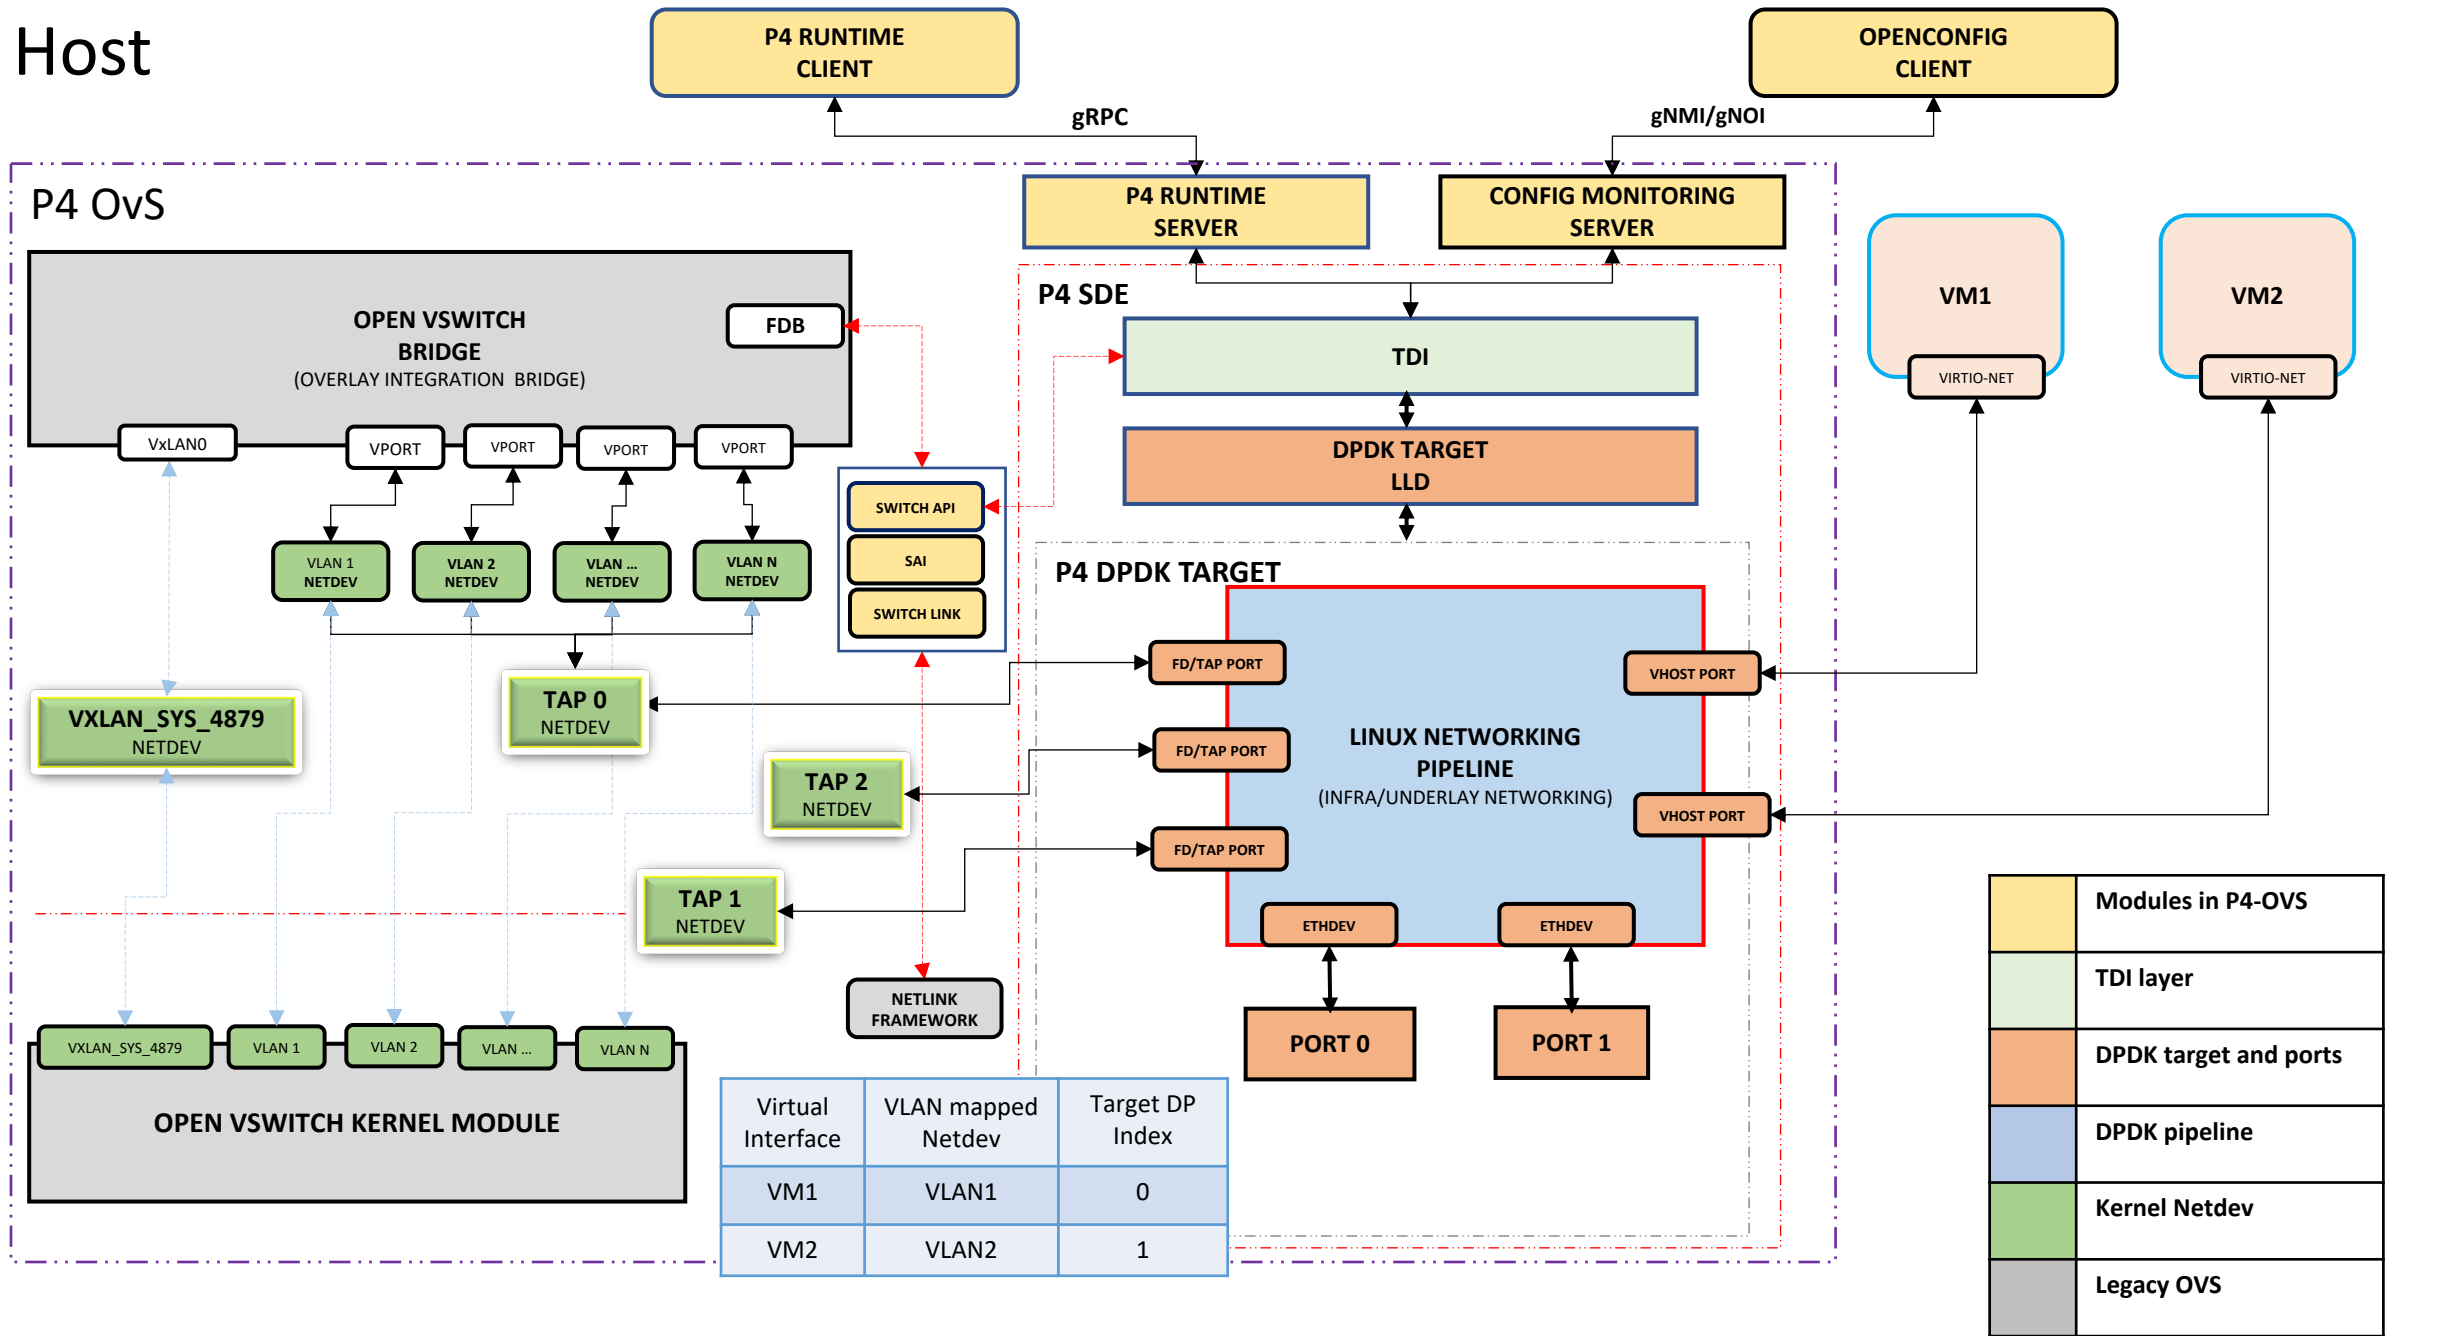 Host
P4 RUNTIME
CLIENT
OPENCONFIG
CLIENT
gRPC
gNMI/gNOI
P4 OvS
P4 RUNTIME
SERVER
CONFIG MONITORING
SERVER
P4 SDE
OPEN VSWITCH
BRIDGE
(OVERLAY INTEGRATION BRIDGE)
FDB
TDI
VM1
VM2
VIRTIO-NET
VIRTIO-NET
VxLAN0
VPORT
VPORT
VPORT
VPORT
DPDK TARGET
LLD
SWITCH API
SAI
SWITCH LINK
VLAN 1
NETDEV
VLAN 2
NETDEV
VLAN ...
NETDEV
VLAN N
NETDEV
P4 DPDK TARGET
FD/TAP PORT
FD/TAP PORT
FD/TAP PORT
VHOST PORT
VHOST PORT
LINUX NETWORKING
PIPELINE
(INFRA/UNDERLAY NETWORKING)
VXLAN_SYS_4879
NETDEV
TAP 0
NETDEV
TAP 2
NETDEV
TAP 1
NETDEV
ETHDEV
ETHDEV
PORT 0
PORT 1
NETLINK
FRAMEWORK
VXLAN_SYS_4879
VLAN 1
VLAN 2
VLAN ...
VLAN N
OPEN VSWITCH KERNEL MODULE
Virtual
Interface
VLAN mapped
Netdev
Target DP
Index
VM1
VLAN1
0
VM2
VLAN2
1
Modules in P4-OVS
TDI layer
DPDK target and ports
DPDK pipeline
Kernel Netdev
Legacy OVS